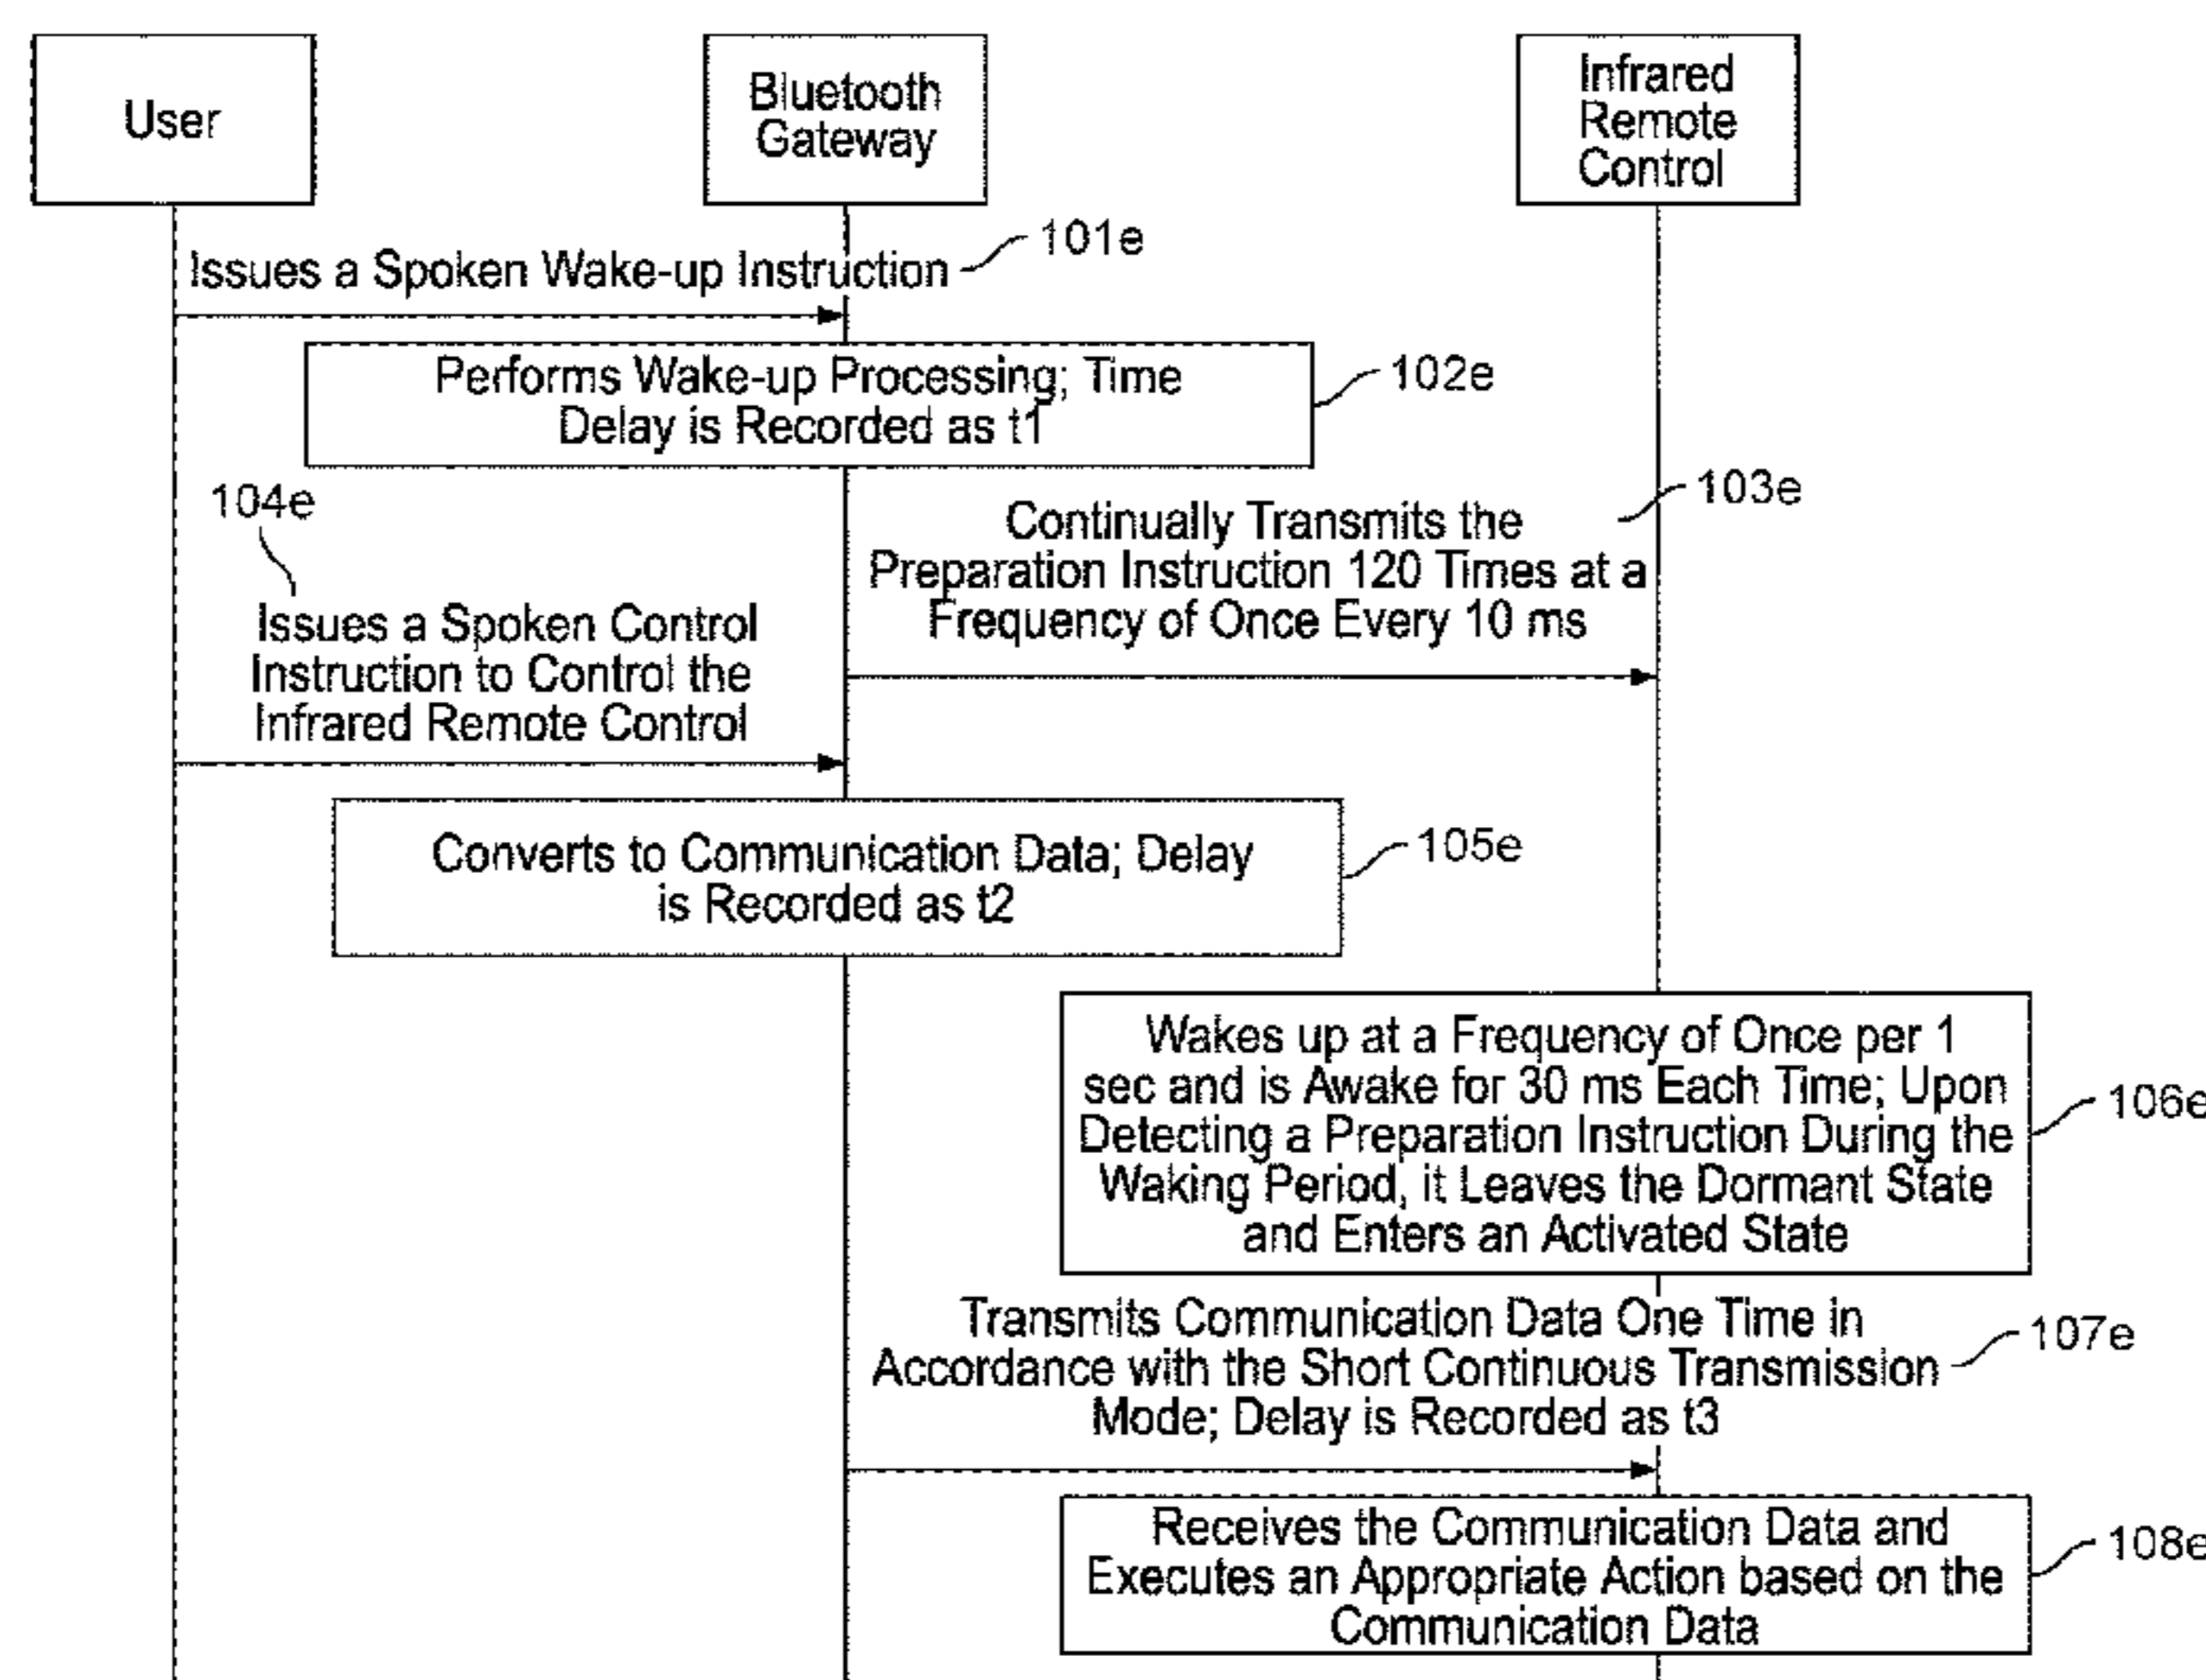 User
Bluetooth
Gateway
Infrared
Remote
Control
Issues a Spoken Wake-up Instruction
101e
Performs Wake-up Processing; Time
Delay is Recorded as t1
102e
Continually Transmits the
Preparation Instruction 120 Times at a
Frequency of Once Every 10 ms
103e
104e
Issues a Spoken Control
Instruction to Control the
Infrared Remote Control
Converts to Communication Data; Delay
is Recorded as t2
105e
Wakes up at a Frequency of Once per 1
sec and is Awake for 30 ms Each Time; Upon
Detecting a Preparation Instruction During the
Waking Period, it Leaves the Dormant State
and Enters an Activated State
106e
Transmits Communication Data One Time in
Accordance with the Short Continuous Transmission
Mode; Delay is Recorded as t3
107e
Receives the Communication Data and
Executes an Appropriate Action based on the
Communication Data
108e